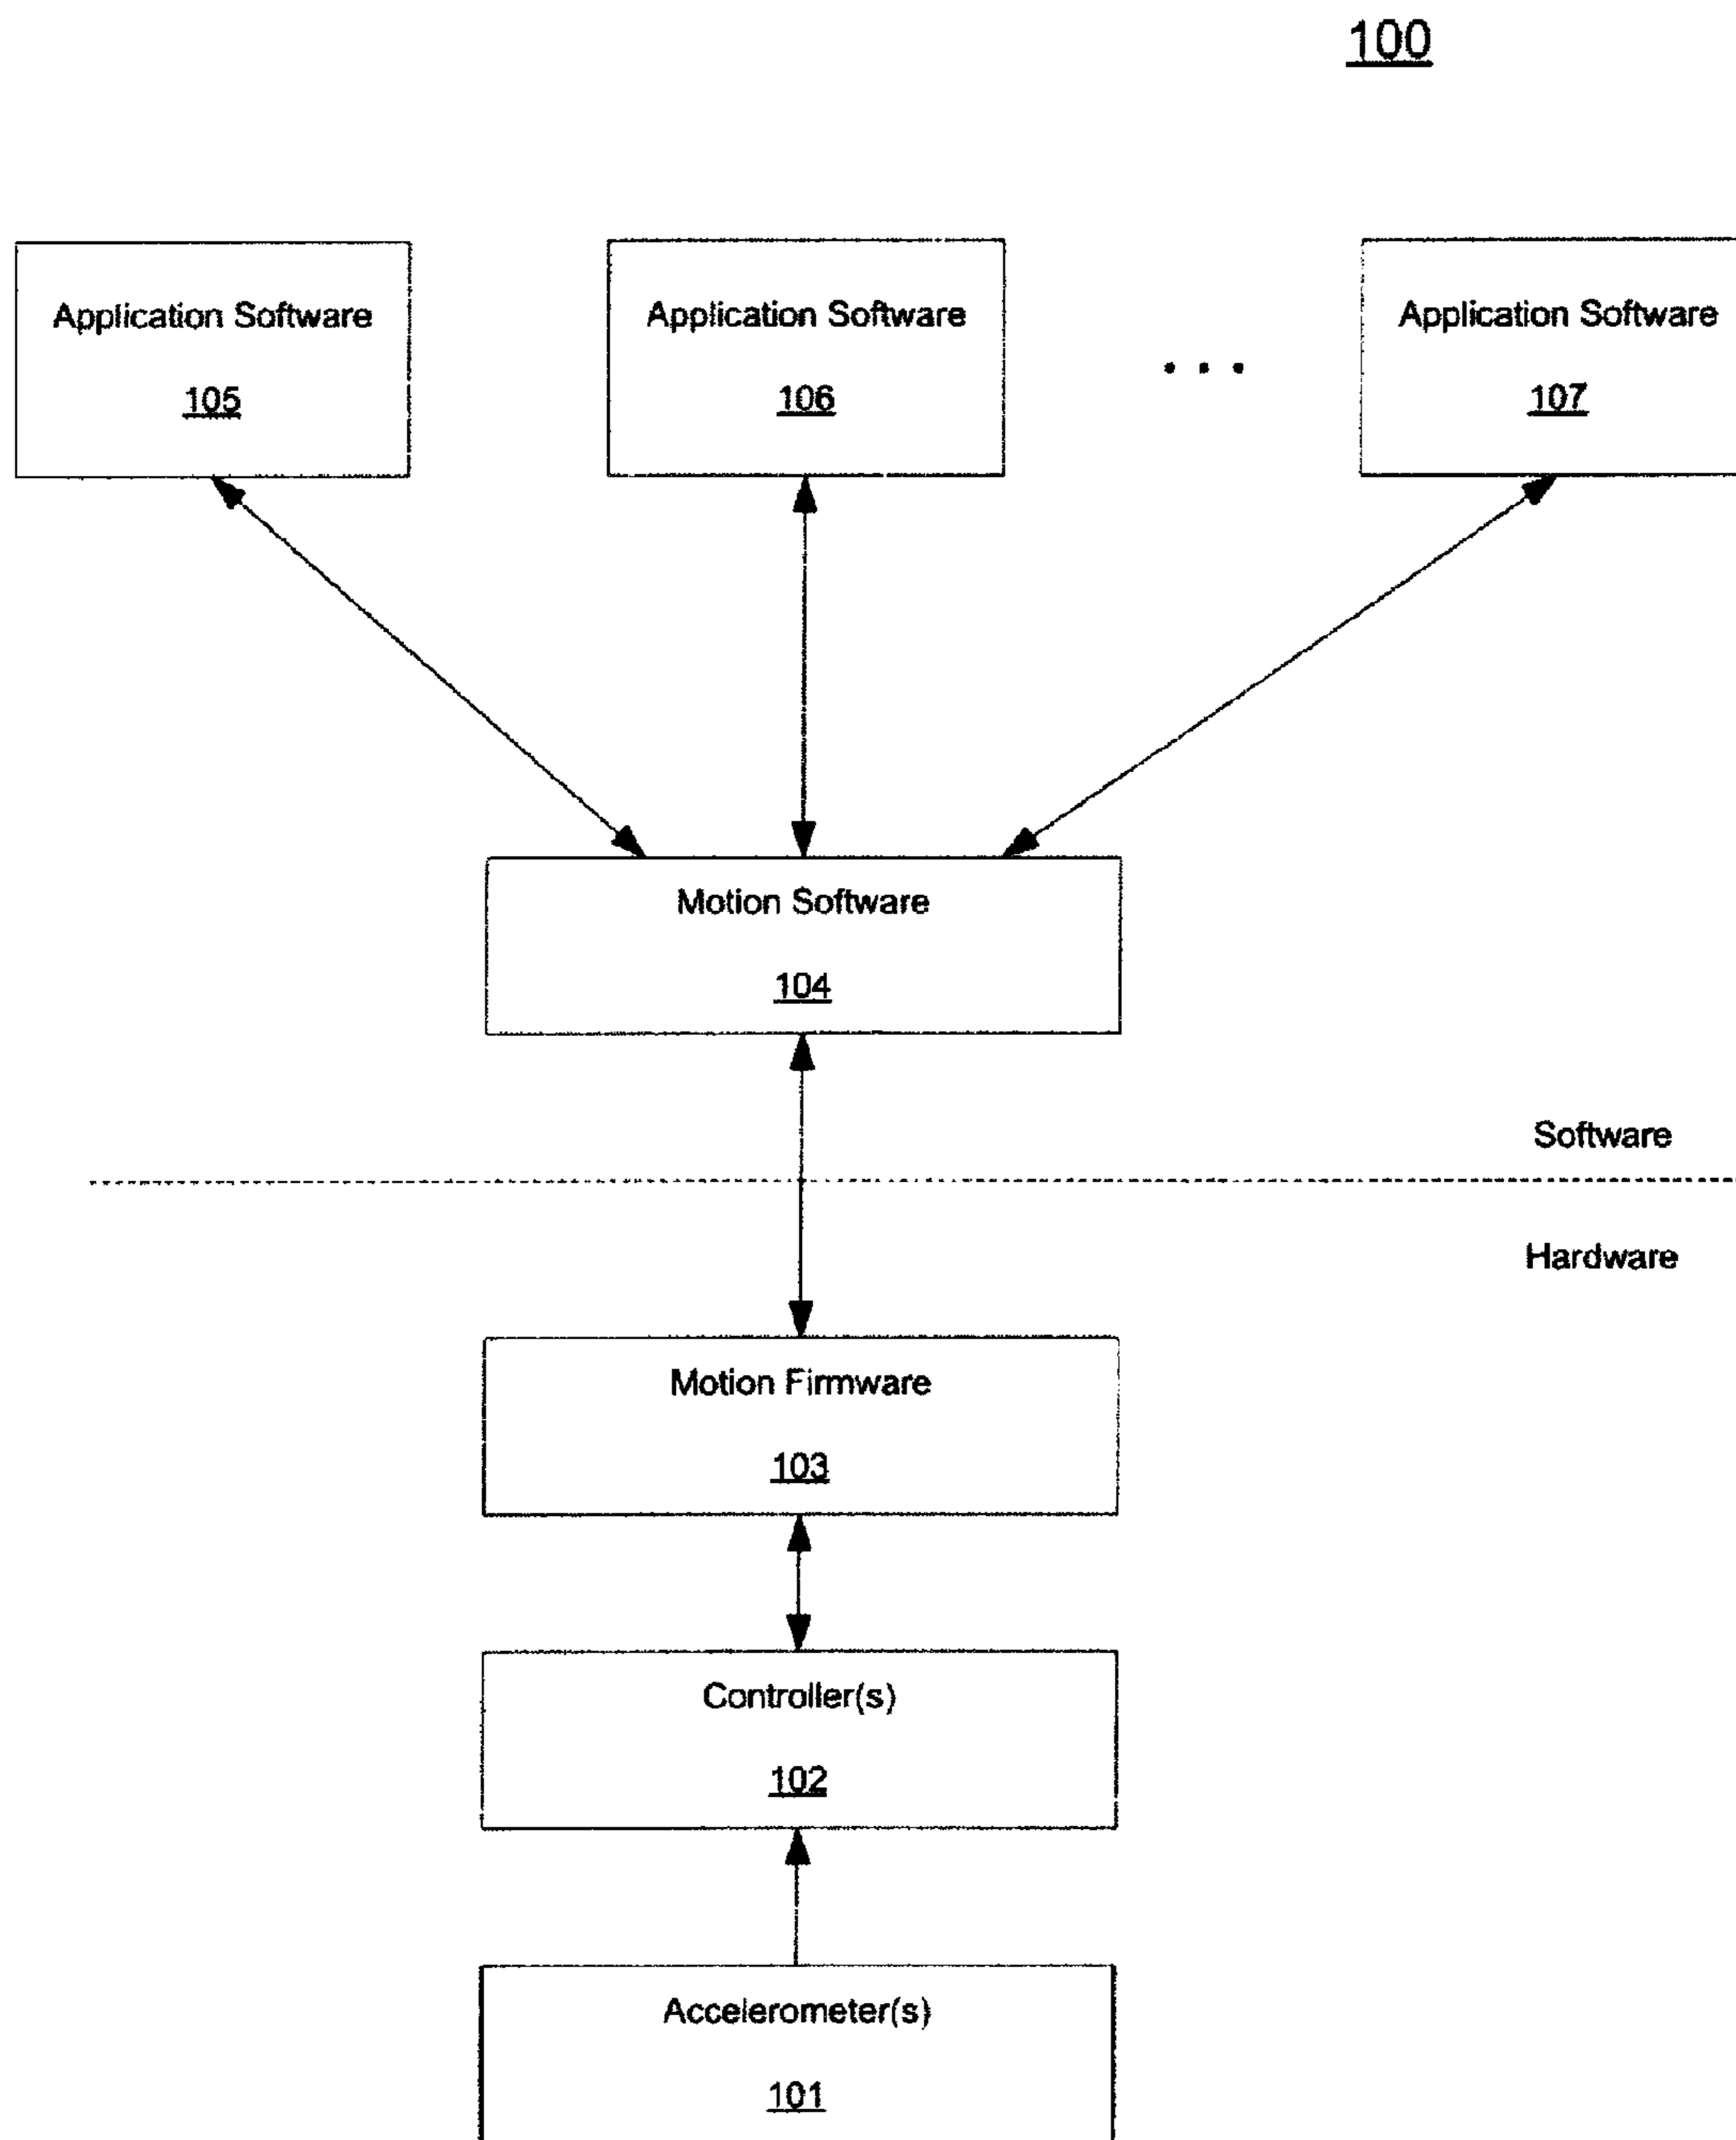 100
Application Software
105
Application Software
106
. . .
Application Software
107
Motion Software
104
Software
Hardware
Motion Firmware
103
Controller(s)
102
Accelerometer(s)
101